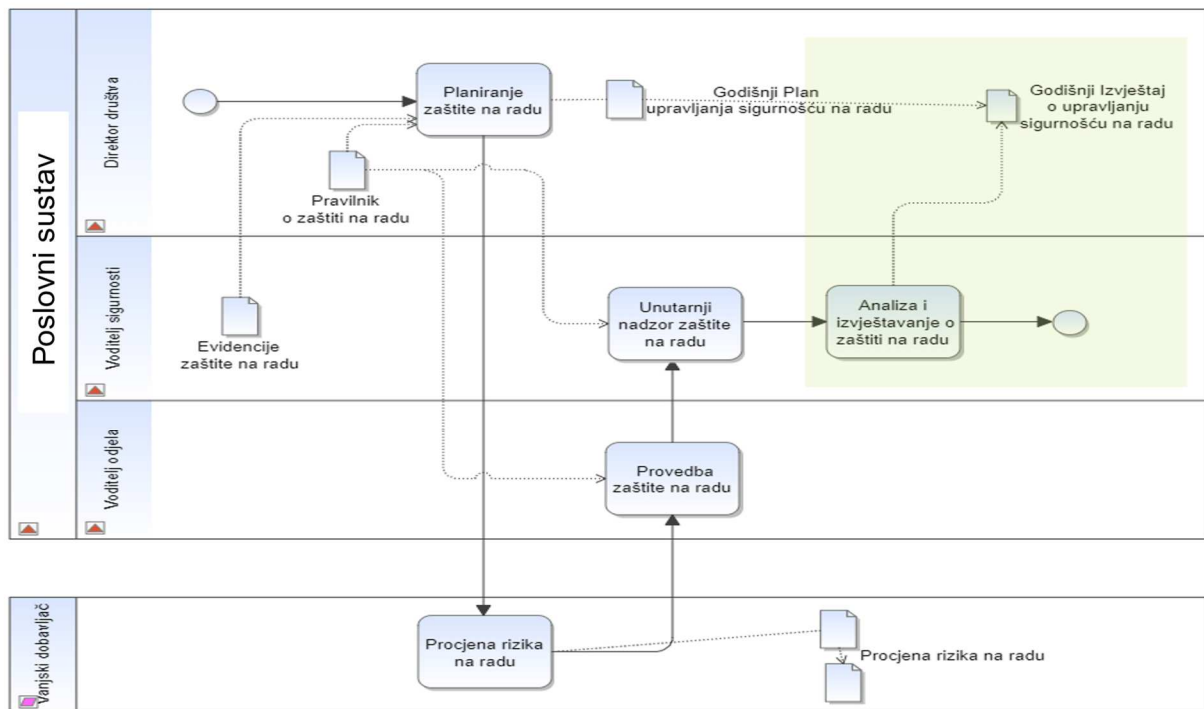 Poslovni sustav
Direktor društva
Planiranje
zaštite na radu
Godišnji Plan
upravljanja sigurnošću na radu
Godišnji Izvještaj
o upravljanju
sigurnošću na radu
Pravilnik
o zaštiti na radu
Voditelj sigurnosti
Evidencije
zaštite na radu
Unutarnji
nadzor zaštite
na radu
Analiza i
izvještavanje o
zaštiti na radu
Voditelj odjela
Provedba
zaštite na radu
Vanjski dobavljač
Procjena rizika
na radu
Procjena rizika na radu